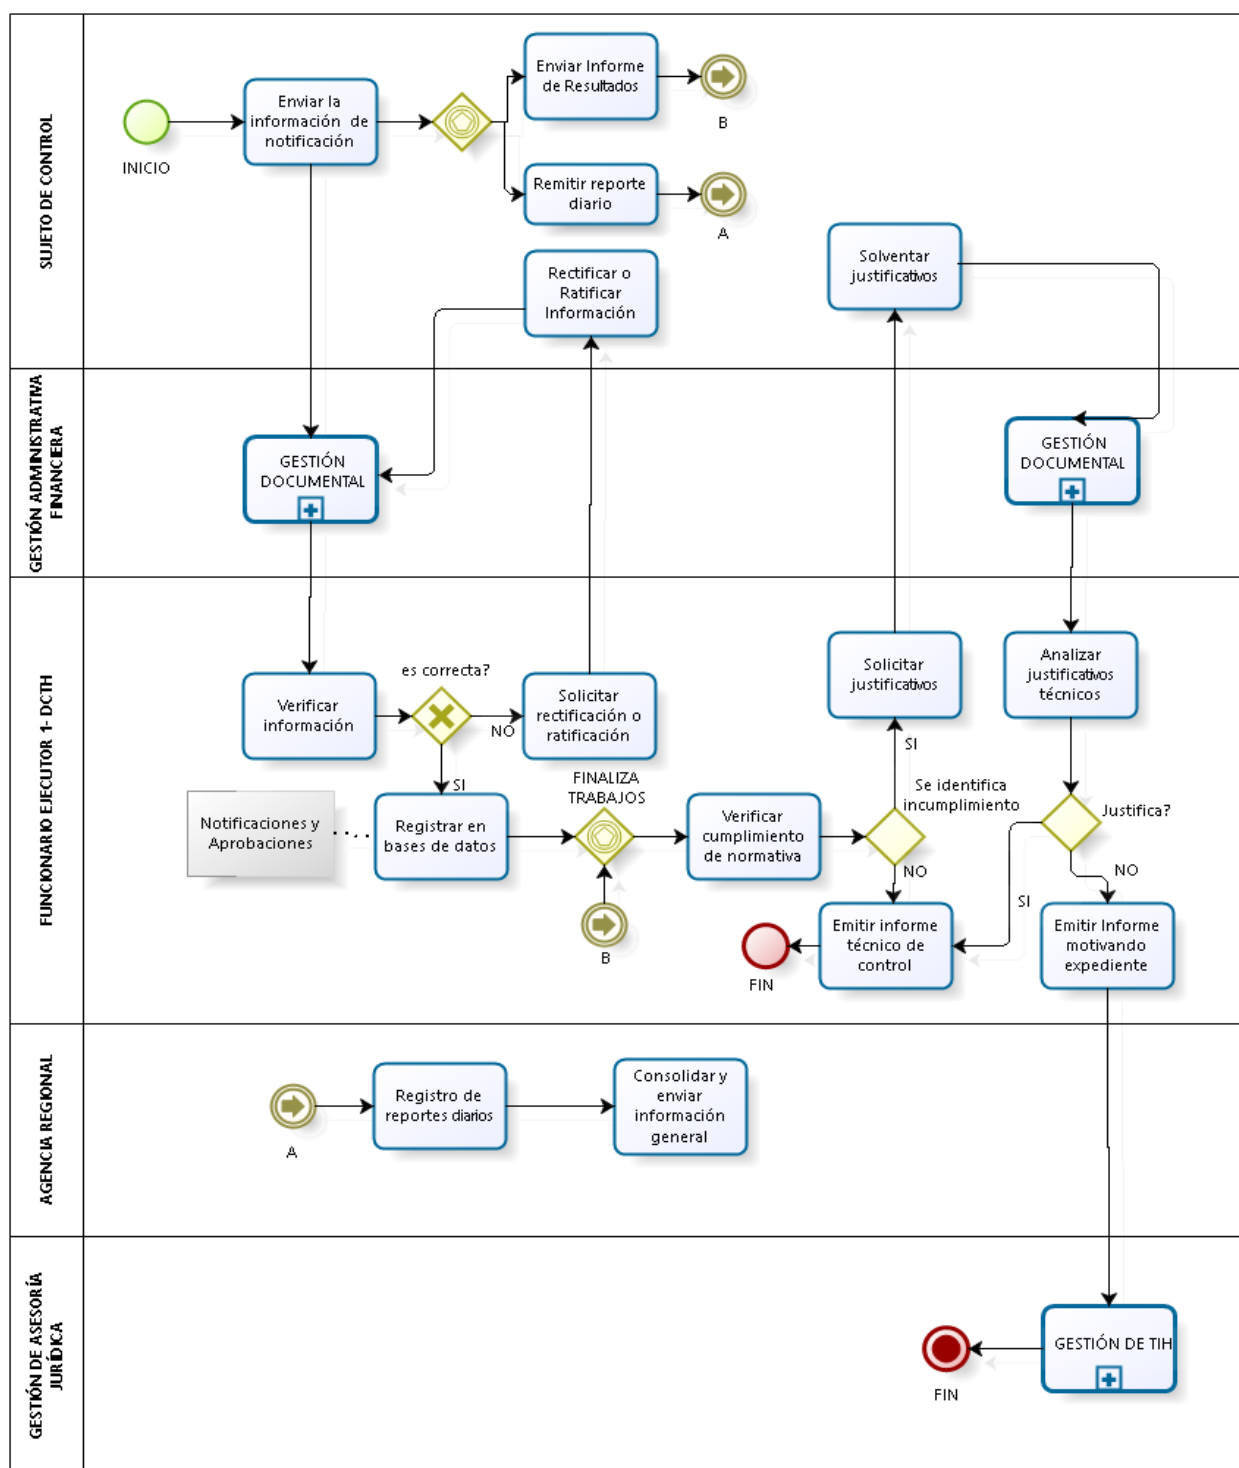 SUJETO DE CONTROL
INICIO
Enviar la
información de
notificación
Enviar Informe
de Resultados
B
Remitir reporte
diario
A
Rectificar o
Ratificar
Información
Solventar
justificativos
GESTIÓN ADMINISTRATIVA
FINANCIERA
GESTIÓN
DOCUMENTAL
GESTIÓN
DOCUMENTAL
FUNCIONARIO EJECUTOR 1- DCTH
Verificar
información
es correcta?
NO
SI
Solicitar
rectificación o
ratificación
Notificaciones y
Aprobaciones
Registrar en
bases de datos
FINALIZA
TRABAJOS
B
Verificar
cumplimiento
de normativa
Solicitar
justificativos
SI
Se identifica
incumplimiento
NO
Emitir informe
técnico de
control
FIN
Analizar
justificativos
técnicos
Justifica?
SI
NO
Emitir Informe
motivando
expediente
AGENCIA REGIONAL
A
Registro de
reportes diarios
Consolidar y
enviar
información
general
GESTIÓN DE ASESORÍA
JURÍDICA
GESTIÓN DE TIH
FIN